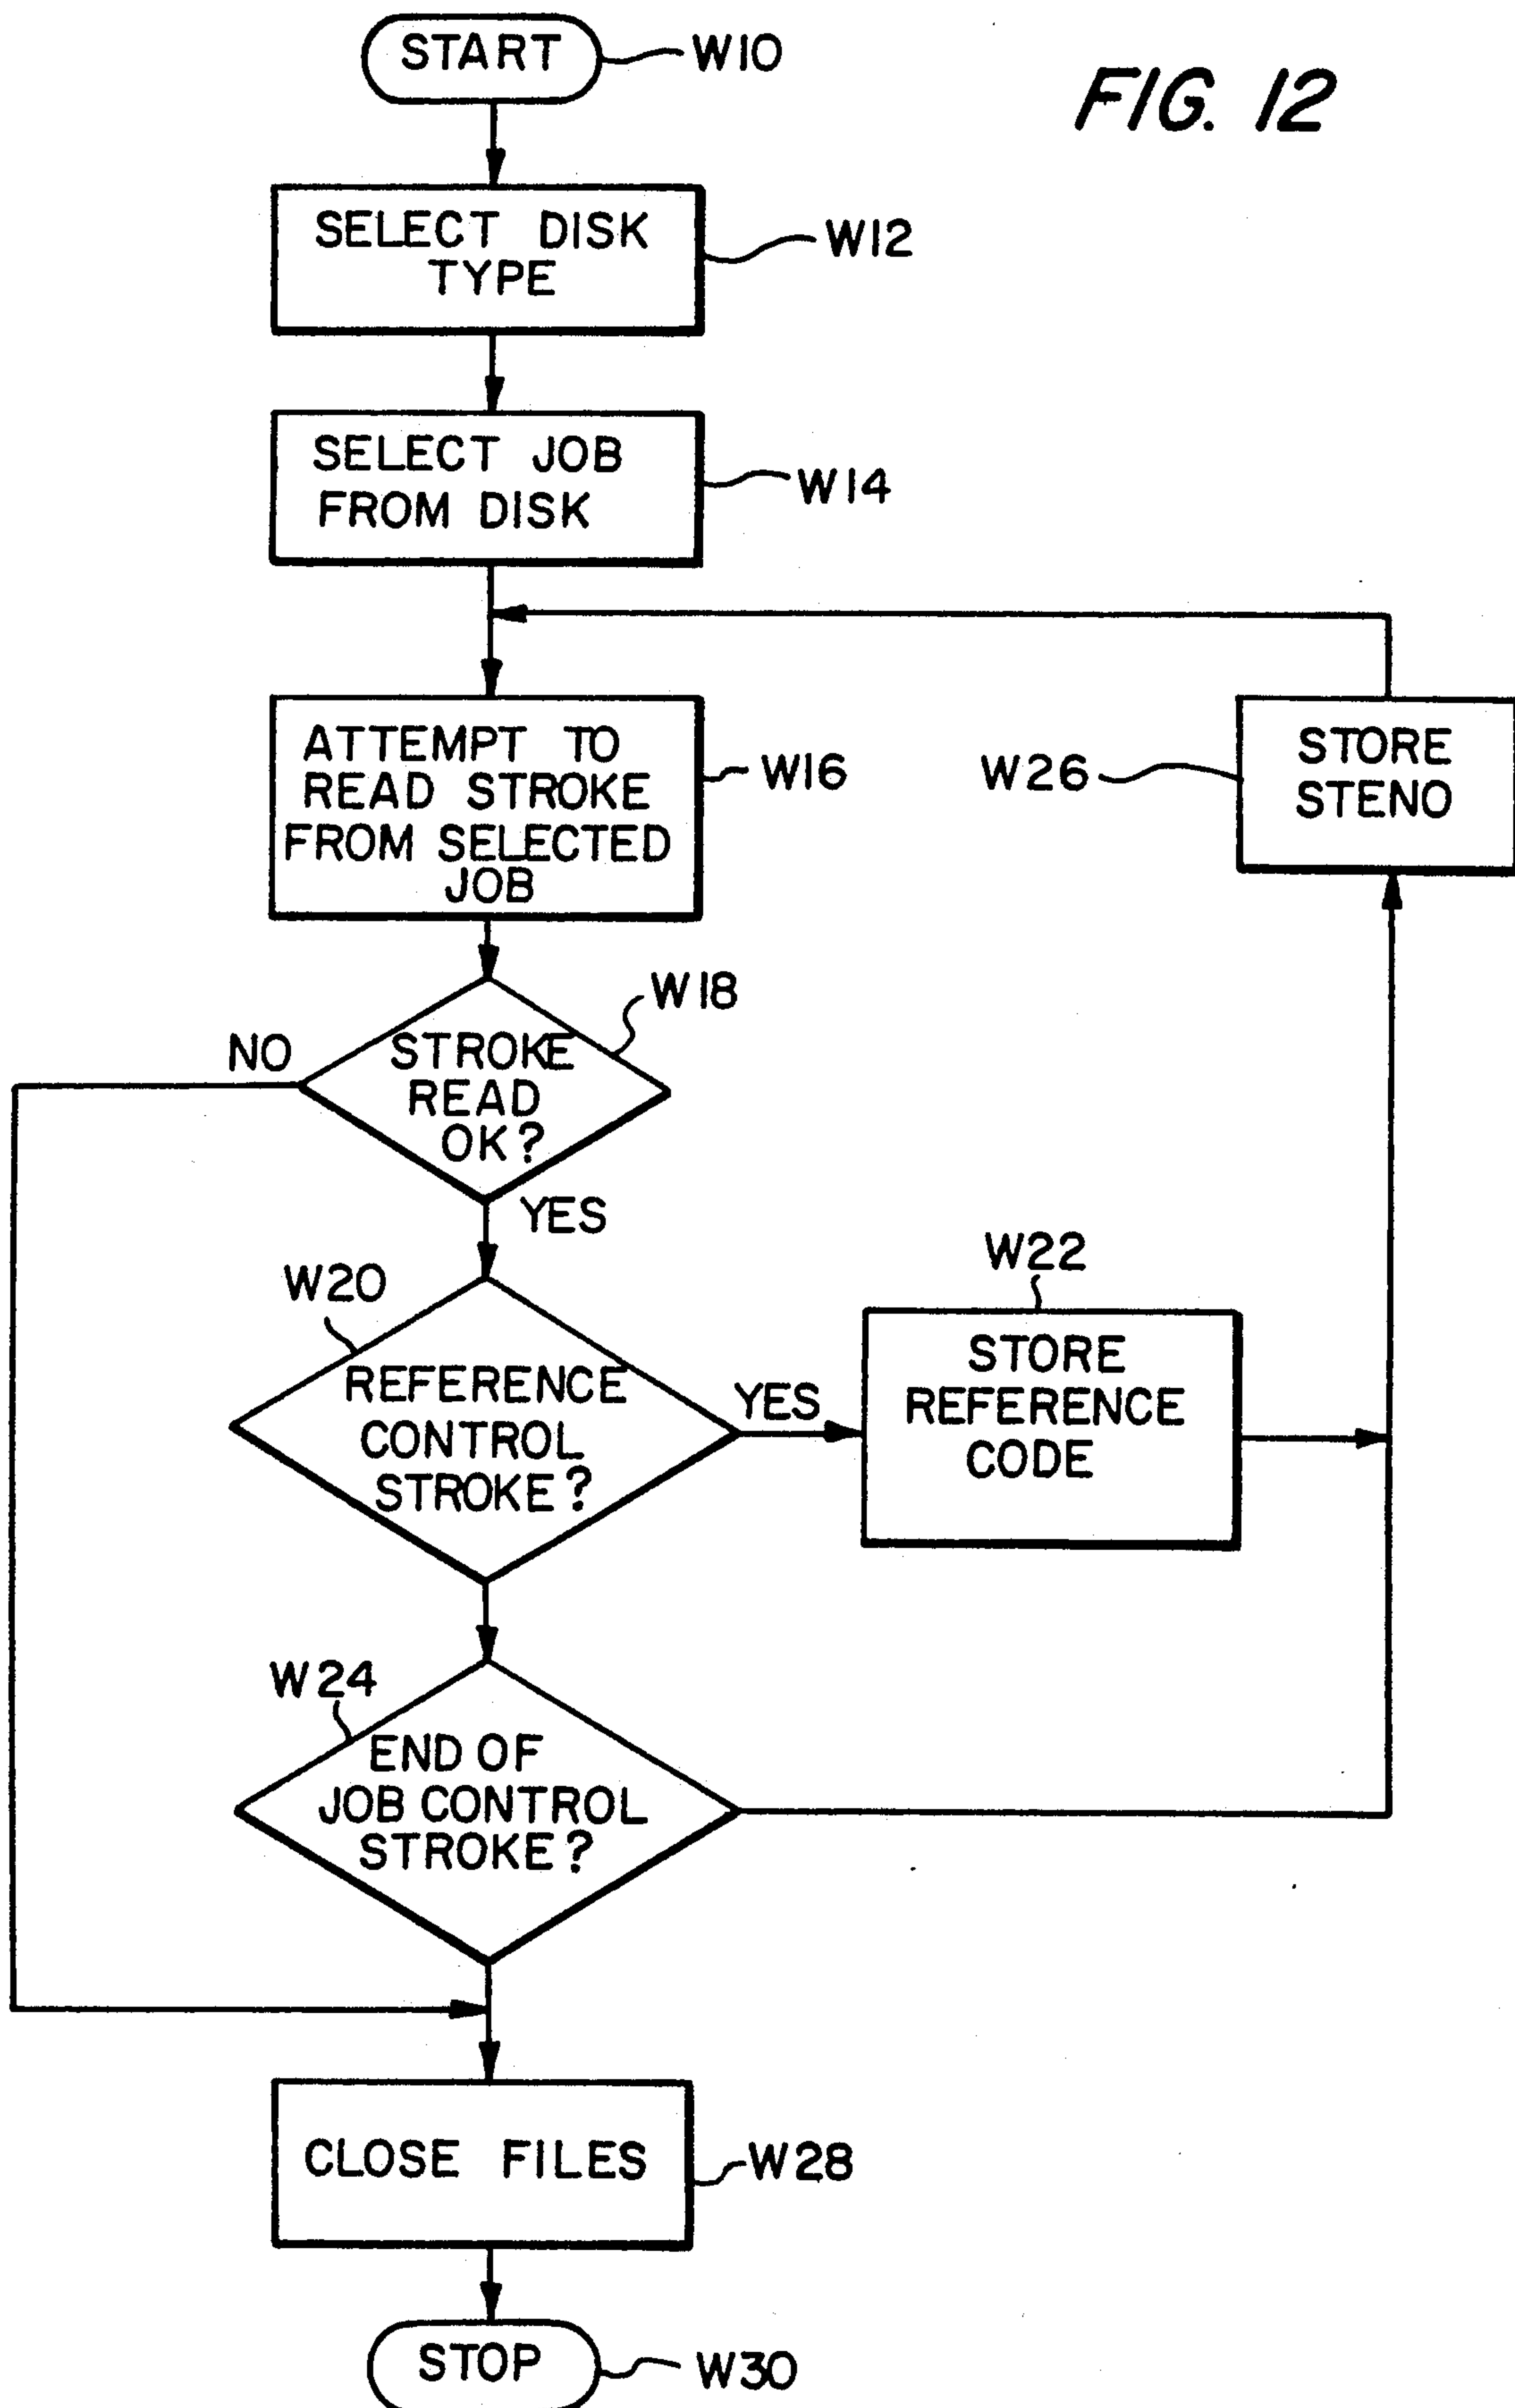 START
W10
FIG. 12
SELECT DISK
TYPE
W12
SELECT JOB
FROM DISK
W14
ATTEMPT TO
READ STROKE
FROM SELECTED
JOB
W16
W26
STORE
STENO
W18
NO
STROKE
READ
OK?
YES
W20
REFERENCE
CONTROL
STROKE?
YES
W22
STORE
REFERENCE
CODE
W24
END OF
JOB CONTROL
STROKE?
CLOSE FILES
W28
STOP
W30